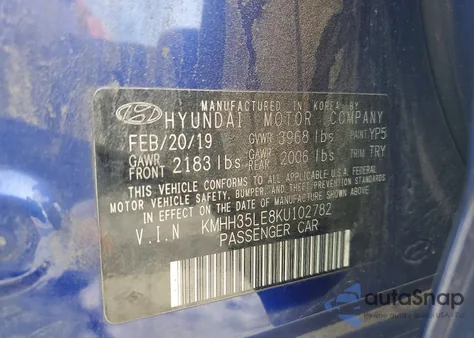 MANUFACTURED IN KOREA BY
HYUNDAI MOTOR COMPANY
FEB/20/19 GVWR 3968 lbs PAINT YP5
GAWR FRONT 2183 lbs GAWR REAR 2006 lbs TRIM TRY
THIS VEHICLE CONFORMS TO ALL APPLICABLE U.S.A FEDERAL
MOTOR VEHICLE SAFETY, BUMPER, AND THEFT PREVENTION STANDARDS
IN EFFECT ON THE DATE OF MANUFACTURE SHOWN ABOVE.
V.I.N KMHH35LE8KU102782
PASSENGER CAR
autoSnap